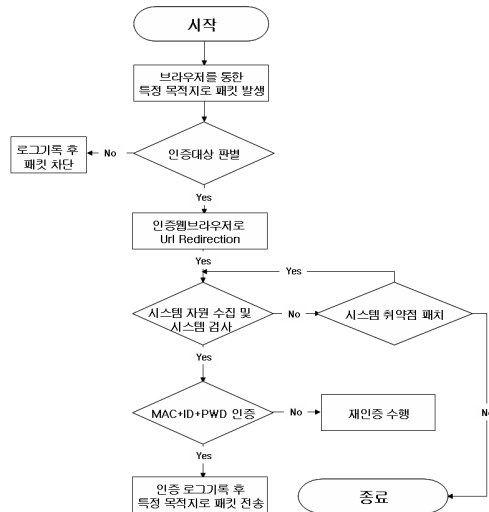 시작
브라우저를 통한
특정 목적지로 패킷 발생
인증대상 판별
No
로그기록 후
패킷 차단
Yes
인증웹브라우저로
Url Redirection
Yes
Yes
시스템 자원 수집 및
시스템 검사
No
시스템 취약점 패치
Yes
No
MAC+ID+PWD 인증
No
재인증 수행
Yes
인증 로그기록 후
특정 목적지로 패킷 전송
종료